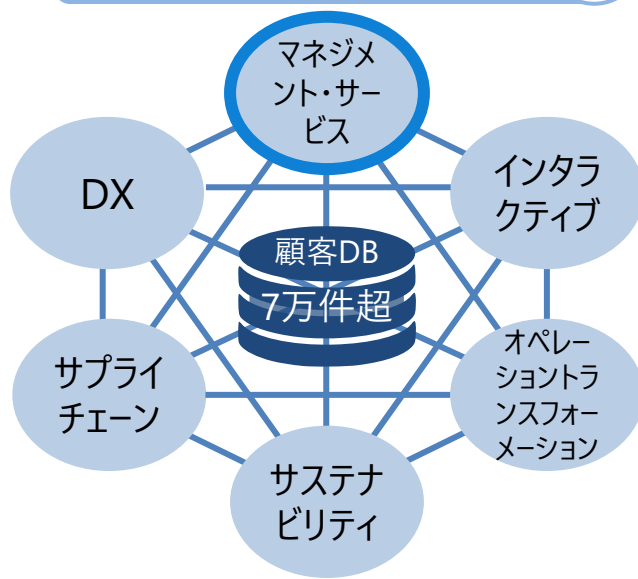 マネジメ
ント・サー
ビス
DX
インタラ
クティブ
顧客DB
7万件超
サプライ
チェーン
オペレー
ショントラ
ンスフォー
メーション
サステナ
ビリティ